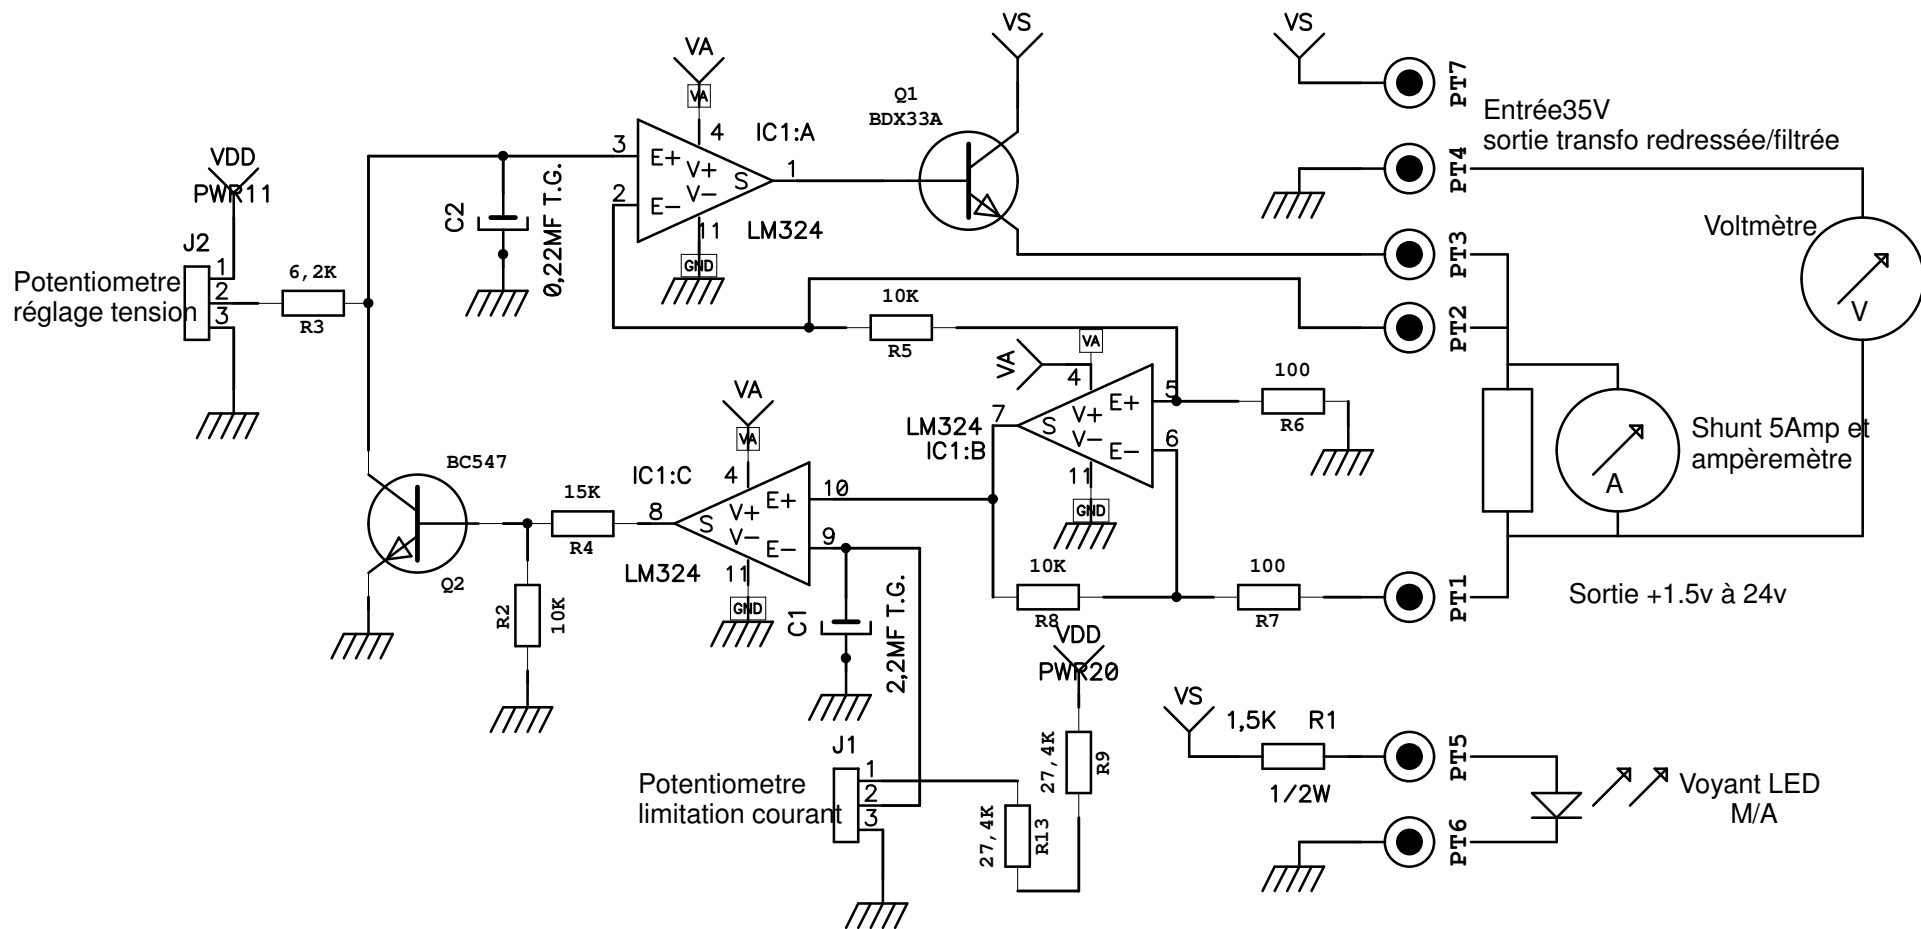 VS
VS
VA
VA
Q1
BDX33A
PT7
Entrée35V
sortie transfo redressée/filtrée
PT4
3
4
IC1:A
E+
V+
V-
S
1
2
E-
11
LM324
GND
VDD
PWR11
C2
0,22MF T.G.
Voltmètre
V
PT3
J2
Potentiometre
réglage tension
1
2
3
6,2K
R3
10K
R5
PT2
VA
VA
4
5
100
R6
E+
V+
V-
S
7
LM324
IC1:B
6
E-
11
GND
Shunt 5Amp et
ampèremètre
A
VA
VA
BC547
Q2
IC1:C
4
E+
10
15K
R4
8
S
V+
V-
9
E-
LM324
11
GND
R2
10K
C1
2,2MF T.G.
10K
R8
100
R7
PT1
Sortie +1.5v à 24v
VDD
PWR20
VS
1,5K
R1
1/2W
PT5
Voyant LED
M/A
PT6
J1
Potentiometre
limitation courant
1
2
3
27,4K
R13
27,4K
R9